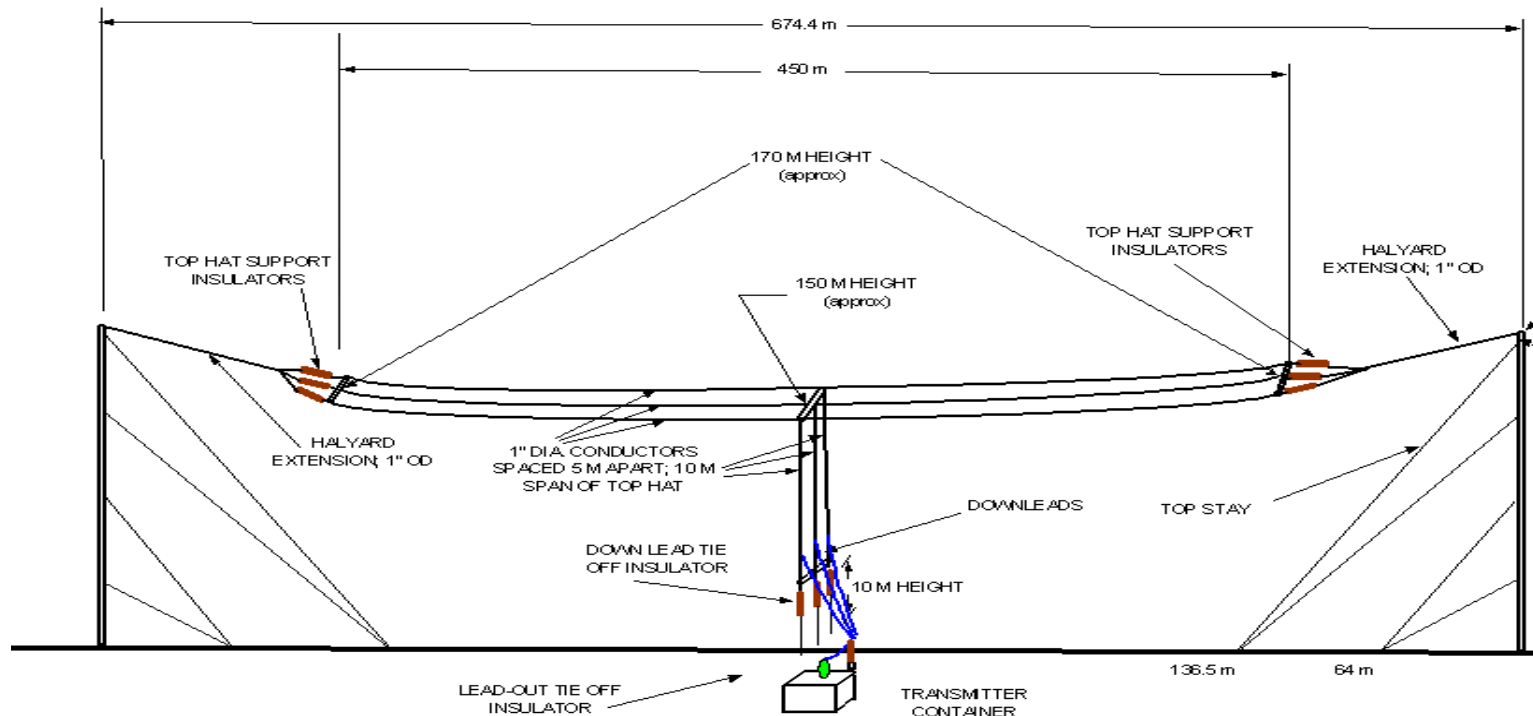 674.4 m
450 m
170 M HEIGHT
(approx)
TOP HAT SUPPORT
INSULATORS
TOP HAT SUPPORT
INSULATORS
HALYARD
EXTENSION; 1" OD
150 M HEIGHT
(approx)
HALYARD
EXTENSION; 1" OD
1" DIA. CONDUCTORS
SPACED 5 M APART; 10 M
SPAN OF TOP HAT
DOWNLEADS
TOP STAY
DOWN LEAD TIE
OFF INSULATOR
10 M HEIGHT
136.5 m
64 m
LEAD-OUT TIE OFF
INSULATOR
TRANSMITTER
CONTAINER